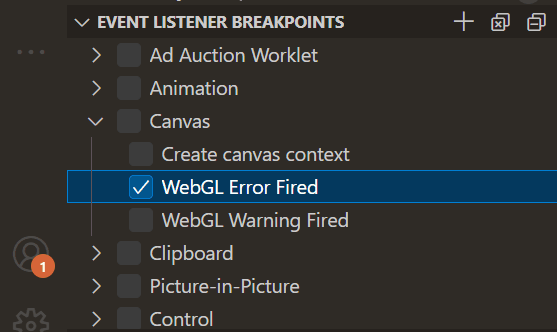 EVENT LISTENER BREAKPOINTS
Ad Auction Worklet
Animation
Canvas
Create canvas context
WebGL Error Fired
WebGL Warning Fired
Clipboard
1
Picture-in-Picture
Control